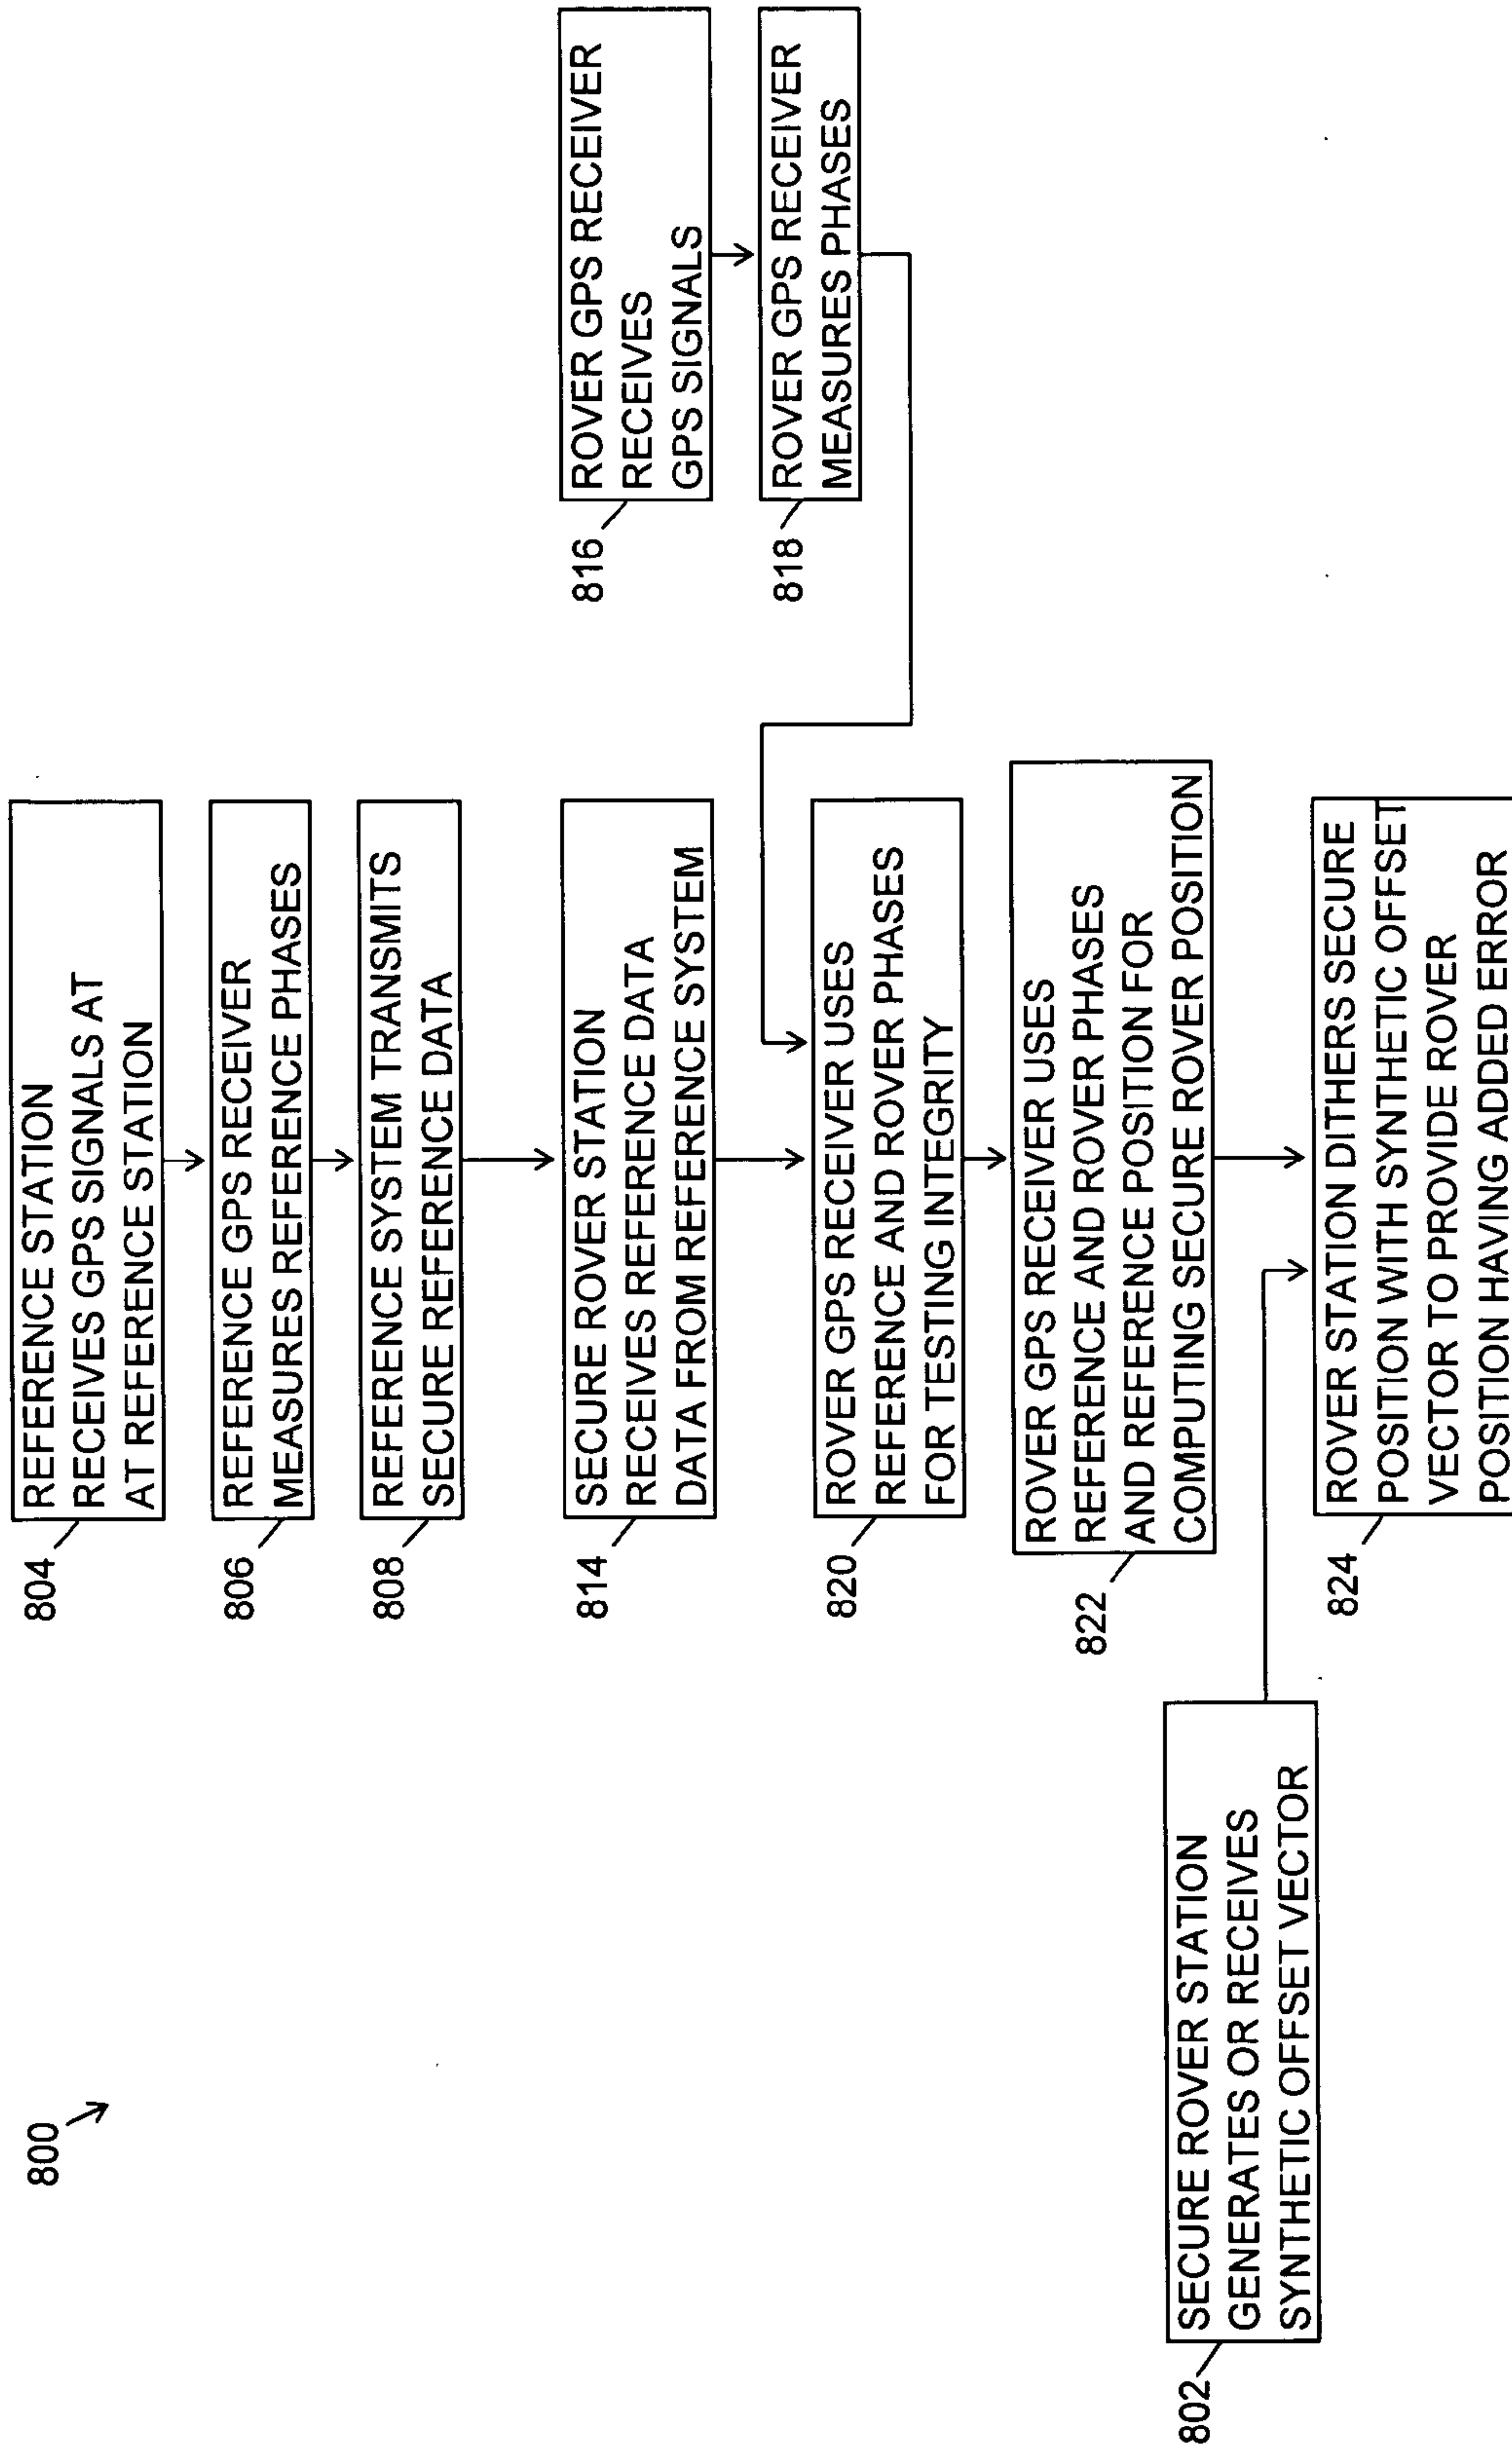 800
804
REFERENCE STATION
RECEIVES GPS SIGNALS AT
AT REFERENCE STATION
806
REFERENCE GPS RECEIVER
MEASURES REFERENCE PHASES
808
REFERENCE SYSTEM TRANSMITS
SECURE REFERENCE DATA
814
SECURE ROVER STATION
RECEIVES REFERENCE DATA
DATA FROM REFERENCE SYSTEM
816
ROVER GPS RECEIVER
RECEIVES
GPS SIGNALS
818
ROVER GPS RECEIVER
MEASURES PHASES
820
ROVER GPS RECEIVER USES
REFERENCE AND ROVER PHASES
FOR TESTING INTEGRITY
822
ROVER GPS RECEIVER USES
REFERENCE AND ROVER PHASES
AND REFERENCE POSITION FOR
COMPUTING SECURE ROVER POSITION
802
SECURE ROVER STATION
GENERATES OR RECEIVES
SYNTHETIC OFFSET VECTOR
824
ROVER STATION DITHERS SECURE
POSITION WITH SYNTHETIC OFFSET
VECTOR TO PROVIDE ROVER
POSITION HAVING ADDED ERROR